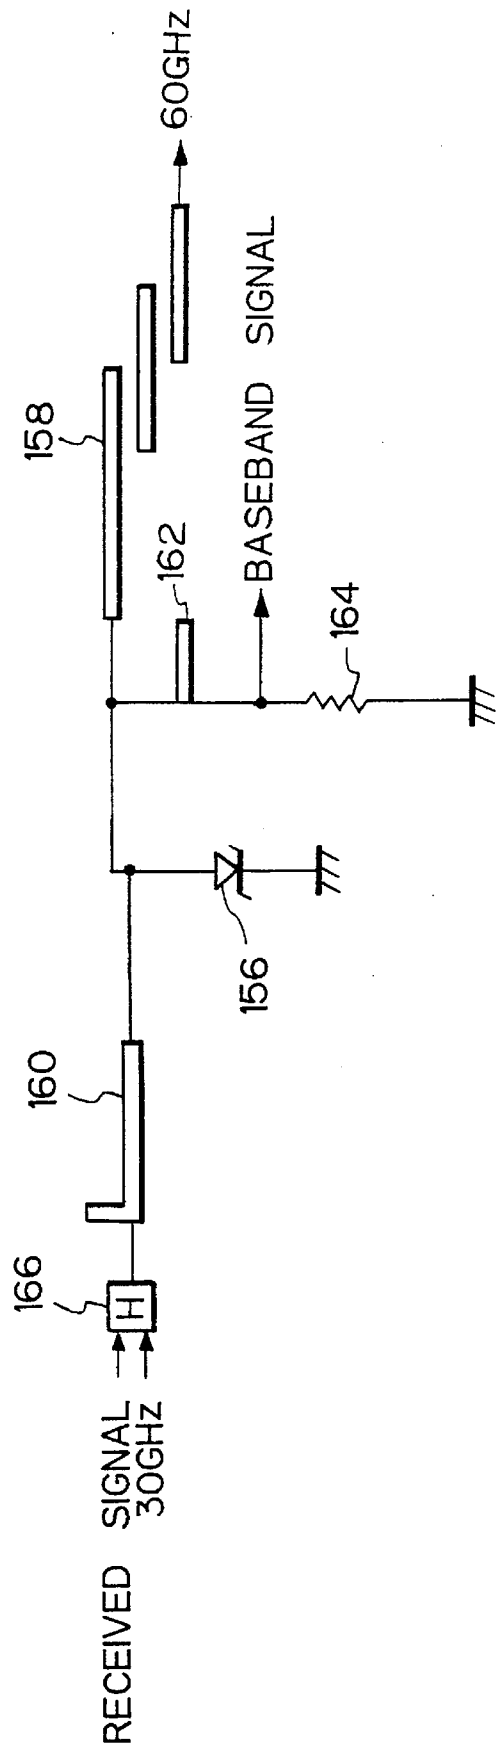 RECEIVED SIGNAL
30GHz
166
H
160
156
158
162
164
BASEBAND SIGNAL
60GHz